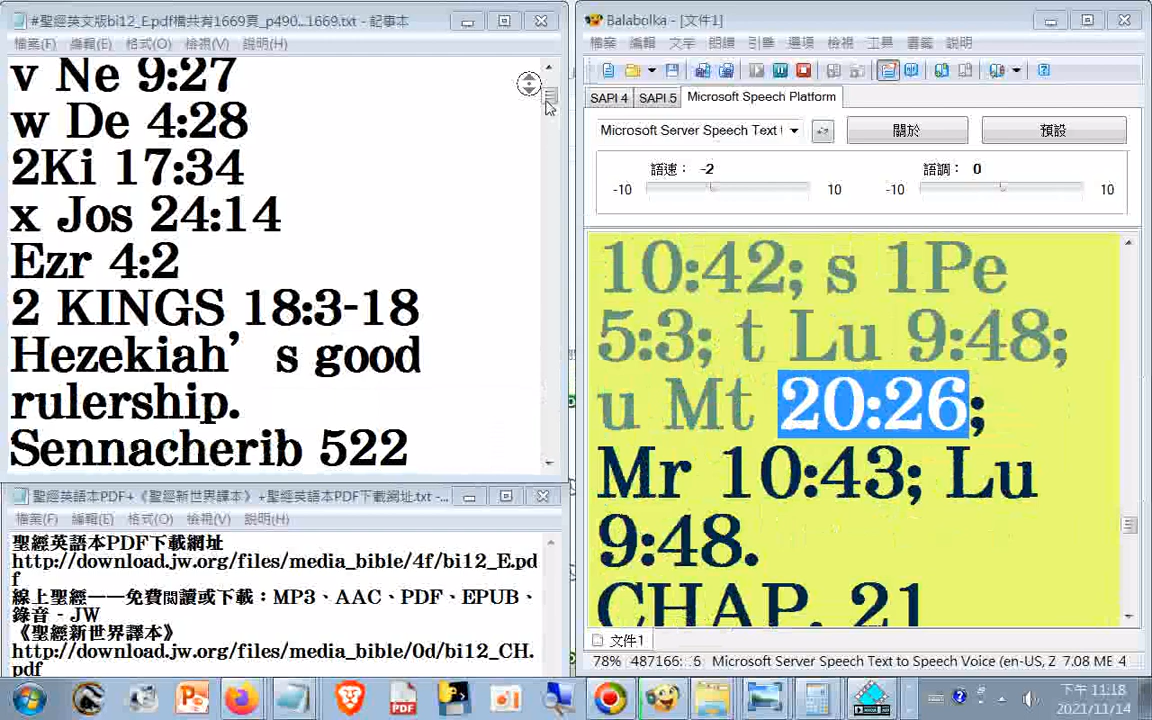 #聖經英文版bi12_E.pdf檔共有1669頁_p490...1669.txt - 記事本
檔案(F) 編輯(E) 格式(O) 檢視(V) 說明(H)
v Ne 9:27
w De 4:28
2Ki 17:34
x Jos 24:14
Ezr 4:2
2 KINGS 18:3-18
Hezekiah’s good
rulership.
Sennacherib 522
聖經英語本PDF+《聖經新世界譯本》+聖經英語本PDF下載網址.txt -...
檔案(F) 編輯(E) 格式(O) 檢視(V) 說明(H)
聖經英語本PDF下載網址
http://download.jw.org/files/media_bible/4f/bi12_E.pd
f
線上聖經──免費閱讀或下載：MP3、AAC、PDF、EPUB、
錄音 - JW
《聖經新世界譯本》
http://download.jw.org/files/media_bible/0d/bi12_CH.
pdf
Balabolka - [文件1]
檔案 編輯 文字 朗讀 引擎 選項 檢視 工具 書籤 說明
SAPI 4 SAPI 5 Microsoft Speech Platform
Microsoft Server Speech Text 關於 預設
語速： -2 語調： 0
-10 10 -10 10
10:42; s 1Pe
5:3; t Lu 9:48;
u Mt 20:26;
Mr 10:43; Lu
9:48.
CHAP. 21
文件1
78% 487166: .5 Microsoft Server Speech Text to Speech Voice (en-US, Z 7.08 ME 4
PDF
下午 11:18
2021/11/14